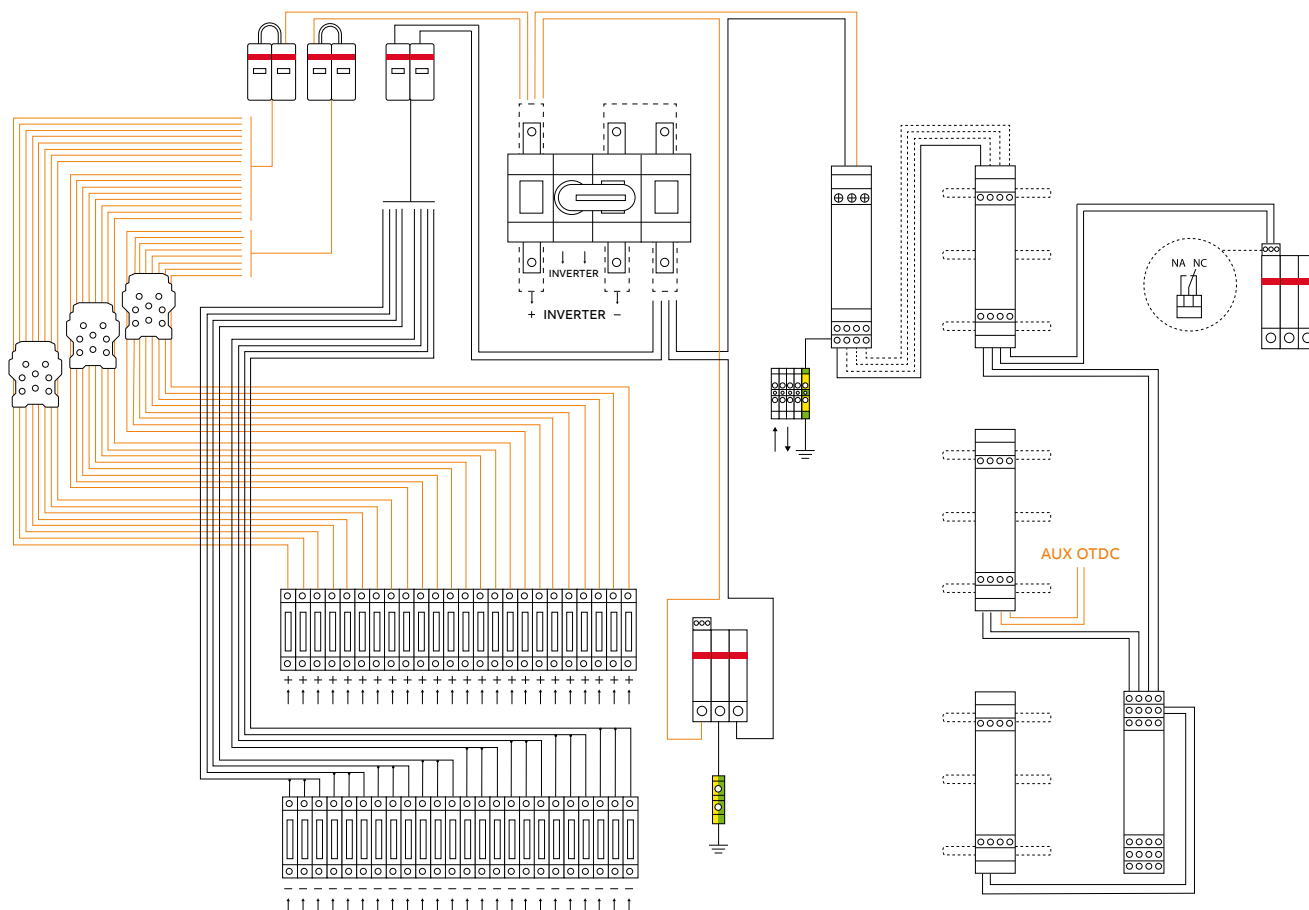 NA NC
INVERTER
+ INVERTER −
AUX OTDC
+ + + + + + + + + + + + + + + + + + + + + + + +
− − − − − − − − − − − − − − − − − − − − − − − −